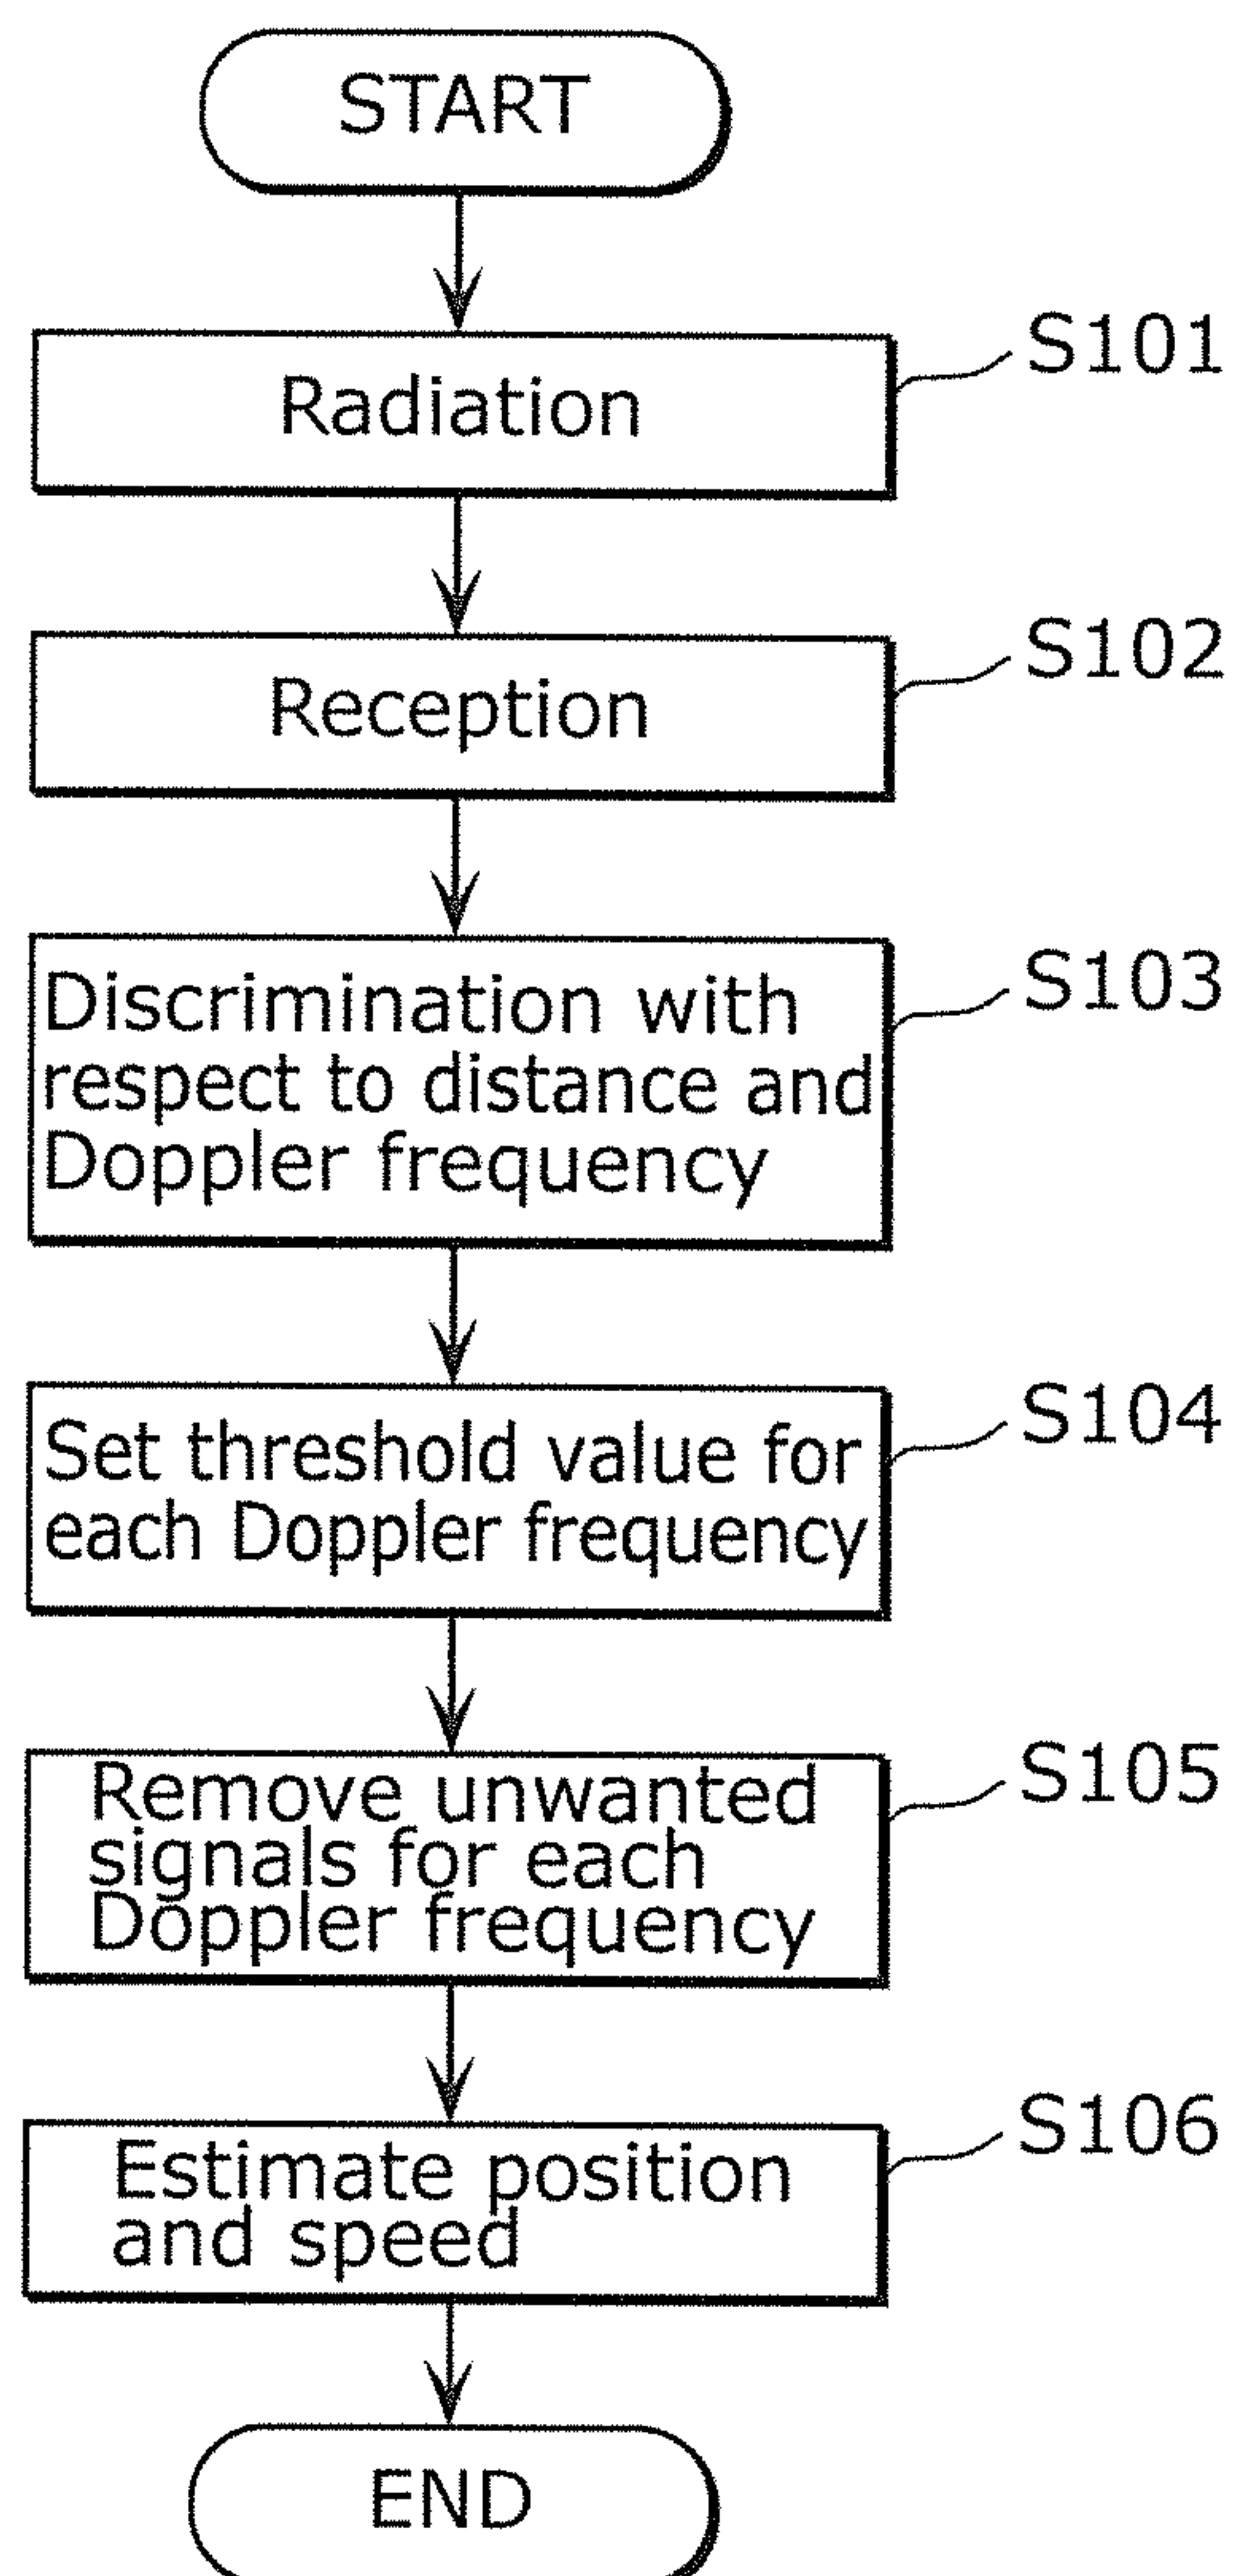 START
Radiation
S101
Reception
S102
Discrimination with
respect to distance and
Doppler frequency
S103
Set threshold value for
each Doppler frequency
S104
Remove unwanted
signals for each
Doppler frequency
S105
Estimate position
and speed
S106
END